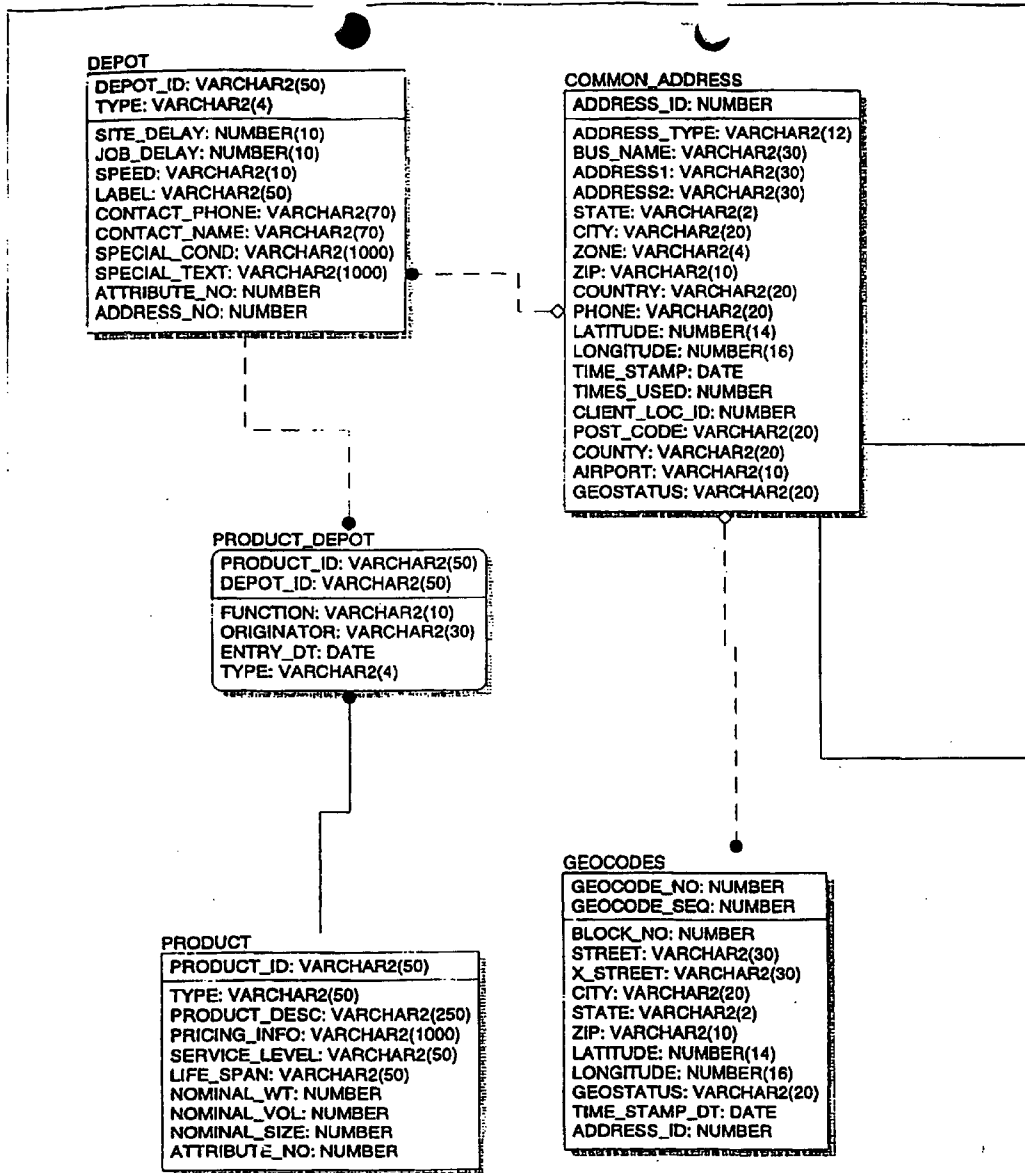 DEPOT
DEPOT_ID: VARCHAR2(50)
TYPE: VARCHAR2(4)
SITE_DELAY: NUMBER(10)
JOB_DELAY: NUMBER(10)
SPEED: VARCHAR2(10)
LABEL: VARCHAR2(50)
CONTACT_PHONE: VARCHAR2(70)
CONTACT_NAME: VARCHAR2(70)
SPECIAL_COND: VARCHAR2(1000)
SPECIAL_TEXT: VARCHAR2(1000)
ATTRIBUTE_NO: NUMBER
ADDRESS_NO: NUMBER
COMMON_ADDRESS
ADDRESS_ID: NUMBER
ADDRESS_TYPE: VARCHAR2(12)
BUS_NAME: VARCHAR2(30)
ADDRESS1: VARCHAR2(30)
ADDRESS2: VARCHAR2(30)
STATE: VARCHAR2(2)
CITY: VARCHAR2(20)
ZONE: VARCHAR2(4)
ZIP: VARCHAR2(10)
COUNTRY: VARCHAR2(20)
PHONE: VARCHAR2(20)
LATITUDE: NUMBER(14)
LONGITUDE: NUMBER(16)
TIME_STAMP: DATE
TIMES_USED: NUMBER
CLIENT_LOC_ID: NUMBER
POST_CODE: VARCHAR2(20)
COUNTY: VARCHAR2(20)
AIRPORT: VARCHAR2(10)
GEOSTATUS: VARCHAR2(20)
PRODUCT_DEPOT
PRODUCT_ID: VARCHAR2(50)
DEPOT_ID: VARCHAR2(50)
FUNCTION: VARCHAR2(10)
ORIGINATOR: VARCHAR2(30)
ENTRY_DT: DATE
TYPE: VARCHAR2(4)
PRODUCT
PRODUCT_ID: VARCHAR2(50)
TYPE: VARCHAR2(50)
PRODUCT_DESC: VARCHAR2(250)
PRICING_INFO: VARCHAR2(1000)
SERVICE_LEVEL: VARCHAR2(50)
LIFE_SPAN: VARCHAR2(50)
NOMINAL_WT: NUMBER
NOMINAL_VOL: NUMBER
NOMINAL_SIZE: NUMBER
ATTRIBUTE_NO: NUMBER
GEOCODES
GEOCODE_NO: NUMBER
GEOCODE_SEQ: NUMBER
BLOCK_NO: NUMBER
STREET: VARCHAR2(30)
X_STREET: VARCHAR2(30)
CITY: VARCHAR2(20)
STATE: VARCHAR2(2)
ZIP: VARCHAR2(10)
LATITUDE: NUMBER(14)
LONGITUDE: NUMBER(16)
GEOSTATUS: VARCHAR2(20)
TIME_STAMP_DT: DATE
ADDRESS_ID: NUMBER